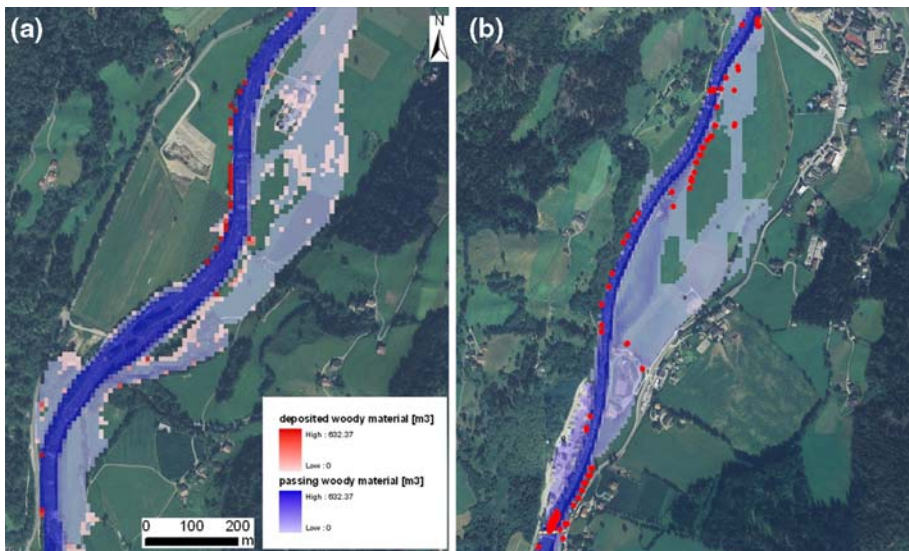 (a)
N
(b)
deposited woody material [m3]
High : 632.37
Low : 0
passing woody material [m3]
High : 632.37
Low : 0
0 50 100 200
m